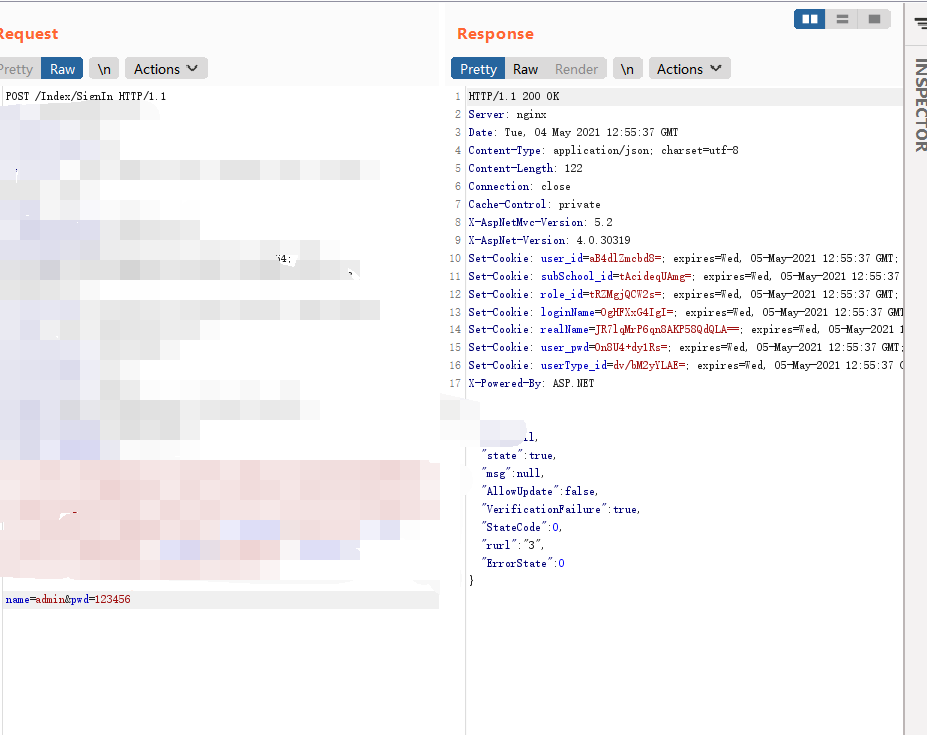 Request
Pretty Raw \n Actions
POST /Index/SignIn HTTP/1.1
54;
name=admin&pwd=123456
Response
Pretty Raw Render \n Actions
1 HTTP/1.1 200 OK
2 Server: nginx
3 Date: Tue, 04 May 2021 12:55:37 GMT
4 Content-Type: application/json; charset=utf-8
5 Content-Length: 122
6 Connection: close
7 Cache-Control: private
8 X-AspNetMvc-Version: 5.2
9 X-AspNet-Version: 4.0.30319
10 Set-Cookie: user_id=aB4dlZmcbd8=; expires=Wed, 05-May-2021 12:55:37 GMT;
11 Set-Cookie: subSchool_id=tAcideqUAmg=; expires=Wed, 05-May-2021 12:55:37
12 Set-Cookie: role_id=tRZMgjQCW2s=; expires=Wed, 05-May-2021 12:55:37 GMT;
13 Set-Cookie: loginName=OgHFXxG4IgI=; expires=Wed, 05-May-2021 12:55:37 GMT
14 Set-Cookie: realName=JR7lqMrP6qn8AKP58QdQLA==; expires=Wed, 05-May-2021 1
15 Set-Cookie: user_pwd=On8U4+dy1Rs=; expires=Wed, 05-May-2021 12:55:37 GMT;
16 Set-Cookie: userType_id=dv/bM2yYLAE=; expires=Wed, 05-May-2021 12:55:37 G
17 X-Powered-By: ASP.NET
ll,
"state":true,
"msg":null,
"AllowUpdate":false,
"VerificationFailure":true,
"StateCode":0,
"rurl":"3",
"ErrorState":0
}
INSPECTOR